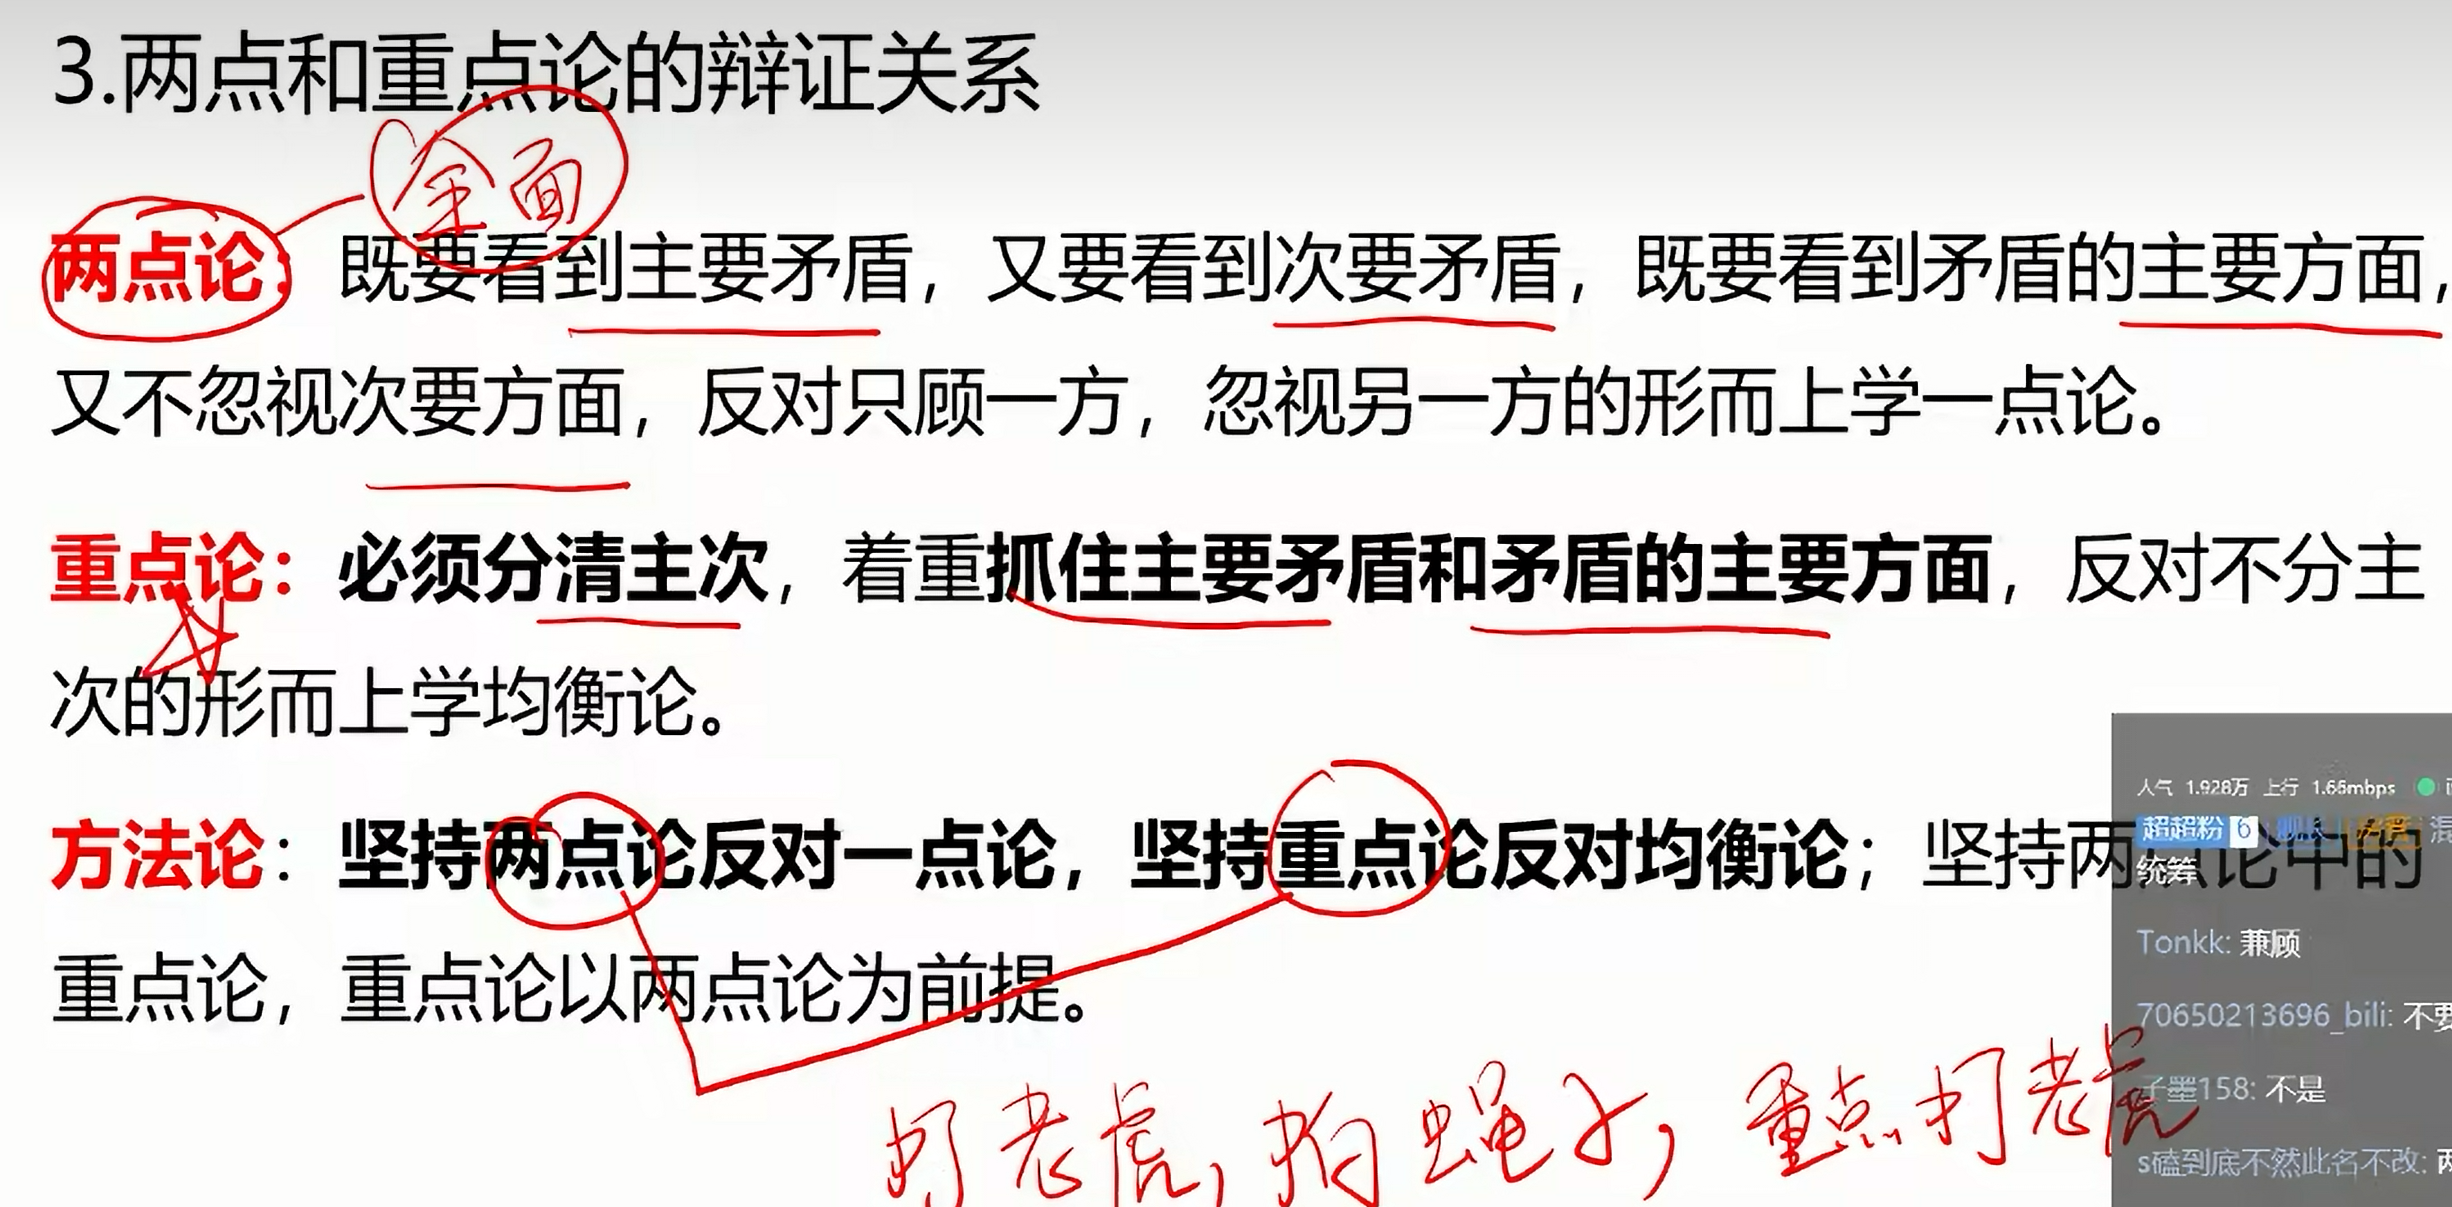 3.两点和重点论的辩证关系
全面
两点论：既要看到主要矛盾，又要看到次要矛盾，既要看到矛盾的主要方面，
又不忽视次要方面，反对只顾一方，忽视另一方的形而上学一点论。
重点论：必须分清主次，着重抓住主要矛盾和矛盾的主要方面，反对不分主
次的形而上学均衡论。
方法论：坚持两点论反对一点论，坚持重点论反对均衡论；坚持两点论中的
重点论，重点论以两点论为前提。
打老虎，拍蝇子，重点打老虎
人气 1.928万 上行 1.66mbps
超超粉 6
统筹
Tonkk: 兼顾
70650213696_bili: 不要
子墨158: 不是
s磕到底不然此名不改: 两